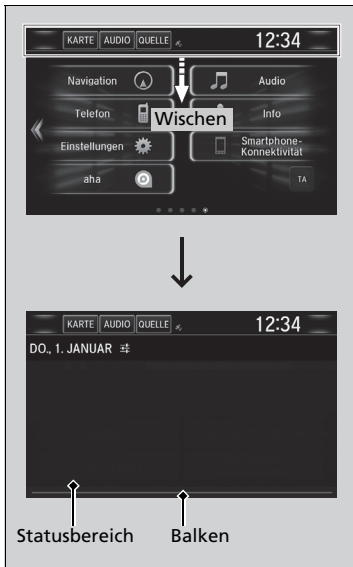 KARTE AUDIO QUELLE 12:34
Navigation Audio
Telefon Info
Wischen
Einstellungen Smartphone-
Konnektivität
aha TA
KARTE AUDIO QUELLE 12:34
DO., 1. JANUAR
Statusbereich Balken